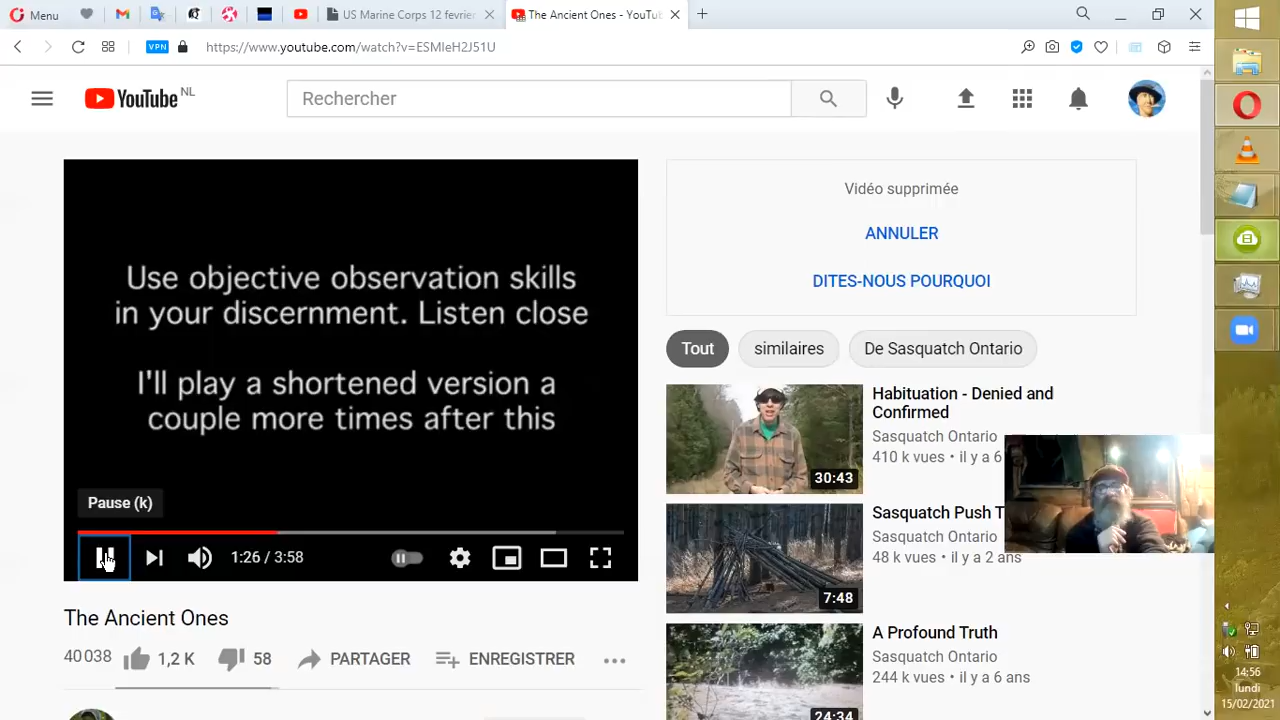 Menu
US Marine Corps 12 fevrier
The Ancient Ones - YouTu
VPN
https://www.youtube.com/watch?v=ESMleH2J51U
YouTube NL
Rechercher
Use objective observation skills
in your discernment. Listen close
I'll play a shortened version a
couple more times after this
Pause (k)
1:26 / 3:58
The Ancient Ones
40 038
1,2 K
58
PARTAGER
ENREGISTRER
Vidéo supprimée
ANNULER
DITES-NOUS POURQUOI
Tout
similaires
De Sasquatch Ontario
30:43
Habituation - Denied and
Confirmed
Sasquatch Ontario
410 k vues • il y a 6
7:48
Sasquatch Push T
Sasquatch Ontario
48 k vues • il y a 2 ans
24:34
A Profound Truth
Sasquatch Ontario
244 k vues • il y a 6 ans
14:56
lundi
15/02/2021